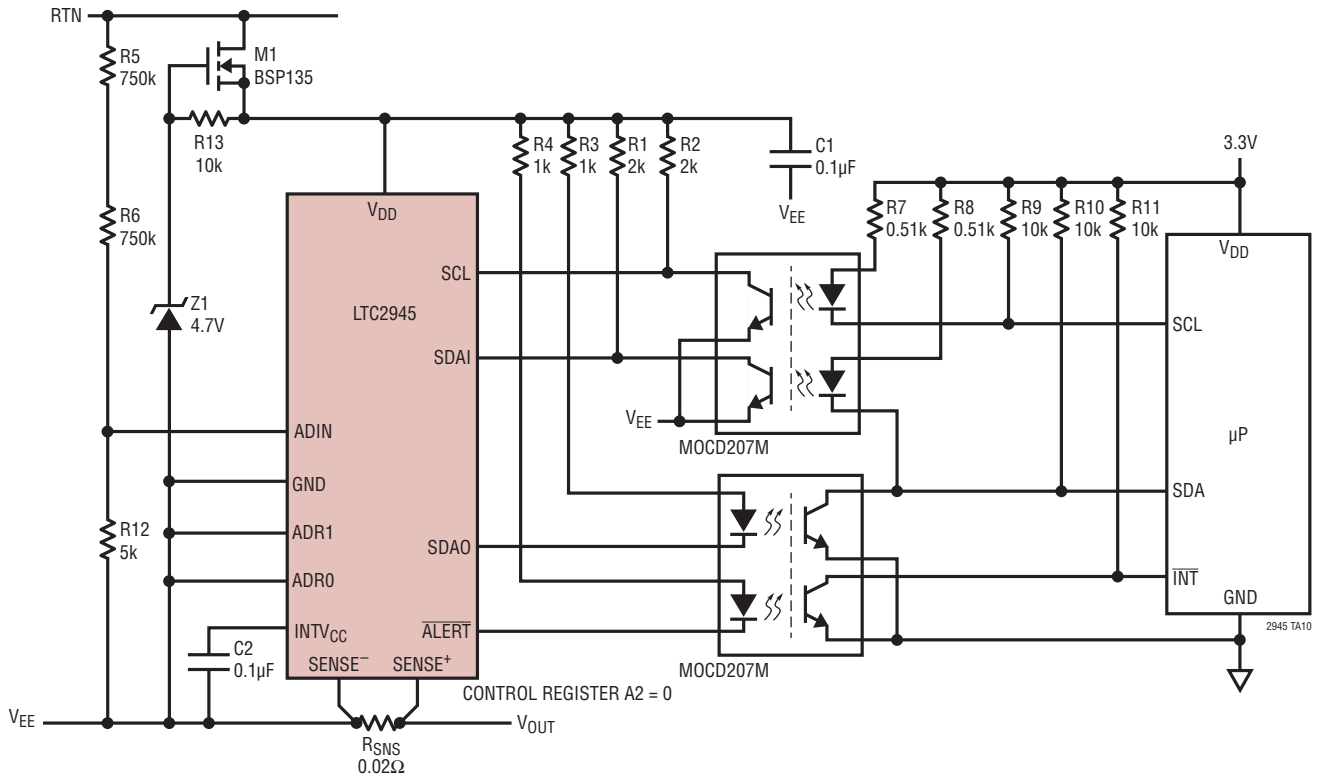 RTN
R5
750k
M1
BSP135
R13
10k
R4
1k
R3
1k
R1
2k
R2
2k
C1
0.1µF
VEE
3.3V
R6
750k
R7
0.51k
R8
0.51k
R9
10k
R10
10k
R11
10k
VDD
VDD
SCL
LTC2945
Z1
4.7V
SCL
SDAI
VEE
MOCD207M
µP
ADIN
GND
SDA
R12
5k
ADR1
SDAO
ADR0
INT
GND
2945 TA10
INTVCC
ALERT
C2
0.1µF
SENSE−
SENSE+
MOCD207M
CONTROL REGISTER A2 = 0
VEE
VOUT
RSNS
0.02Ω